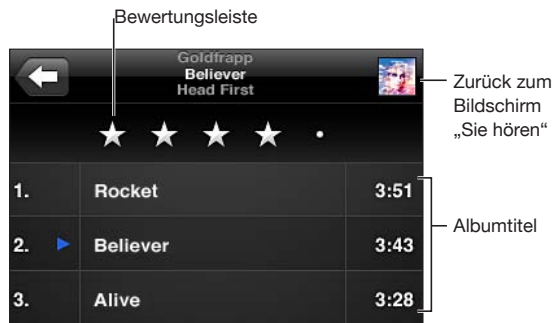 Bewertungsleiste
Goldfrapp
Believer
Head First
Zurück zum
Bildschirm
„Sie hören“
1. Rocket 3:51
2. Believer 3:43
3. Alive 3:28
Albumtitel